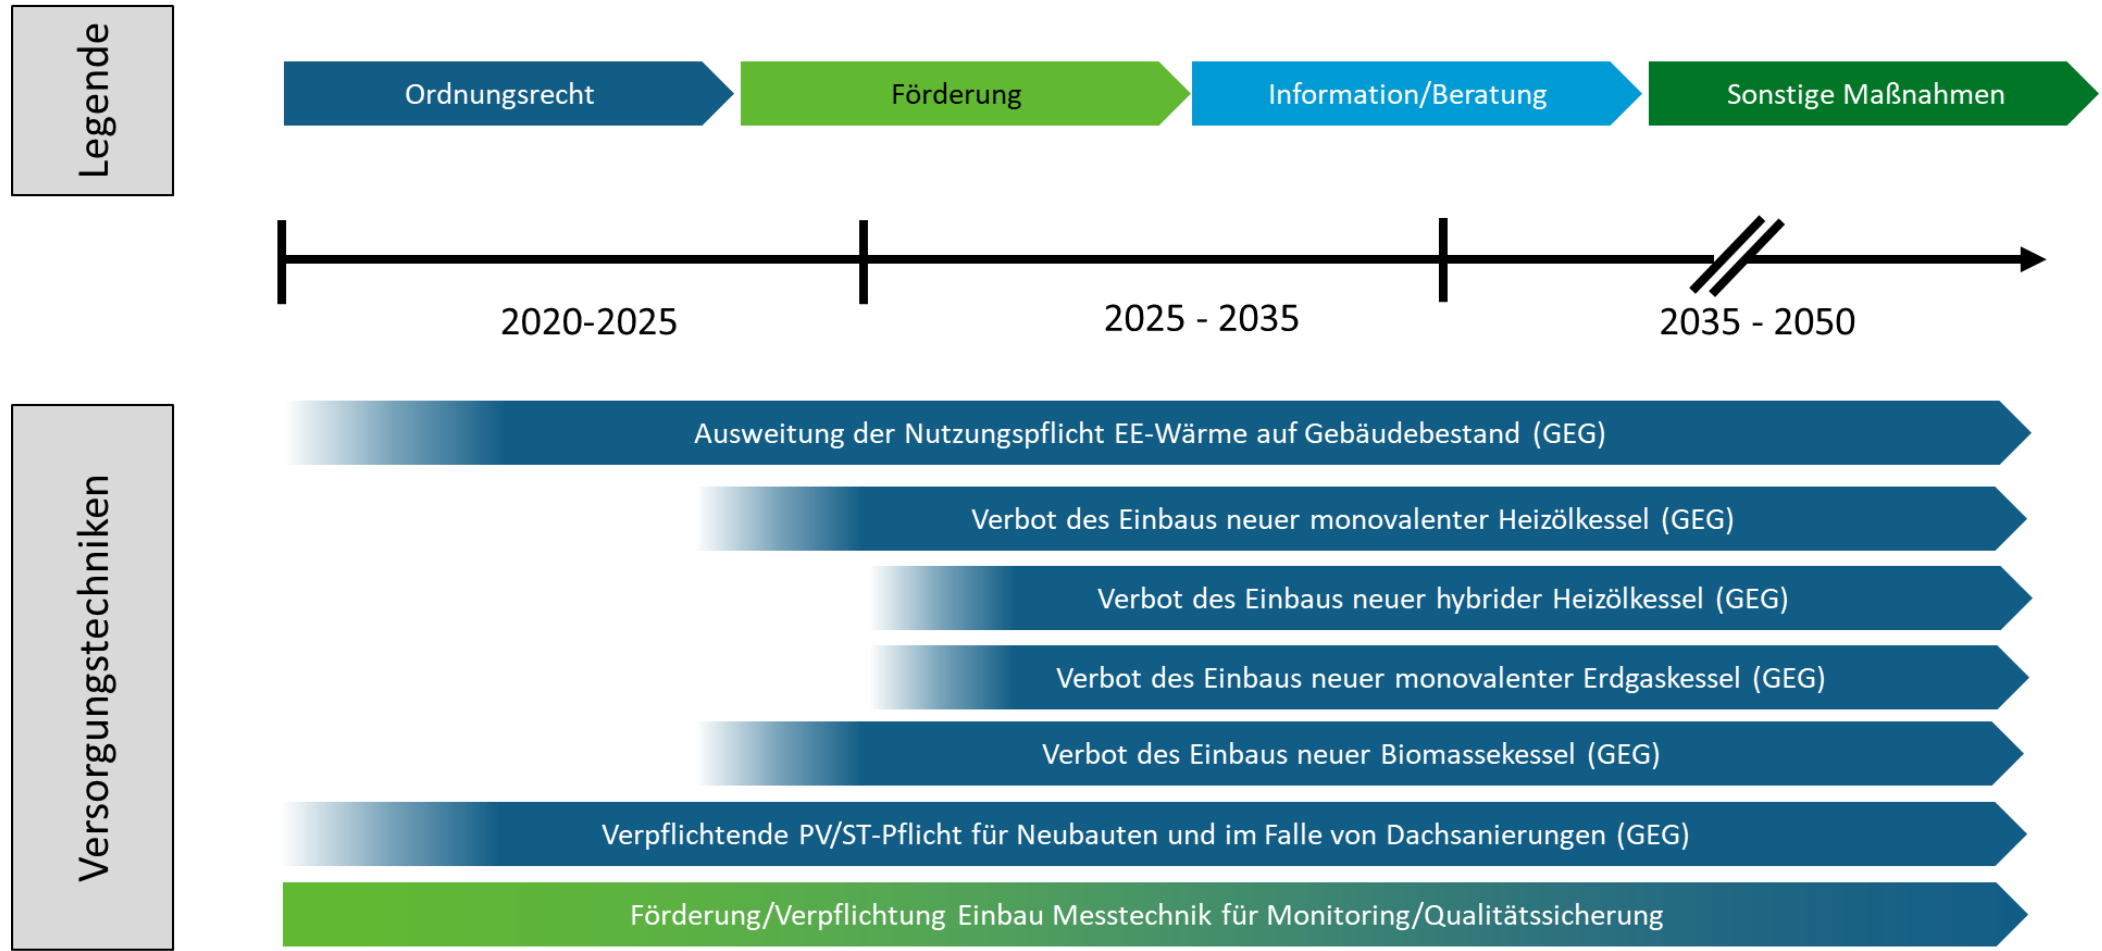 Legende
Ordnungsrecht
Förderung
Information/Beratung
Sonstige Maßnahmen
2020-2025
2025 - 2035
2035 - 2050
Versorgungstechniken
Ausweitung der Nutzungspflicht EE-Wärme auf Gebäudebestand (GEG)
Verbot des Einbaus neuer monovalenter Heizölkessel (GEG)
Verbot des Einbaus neuer hybrider Heizölkessel (GEG)
Verbot des Einbaus neuer monovalenter Erdgaskessel (GEG)
Verbot des Einbaus neuer Biomassekessel (GEG)
Verpflichtende PV/ST-Pflicht für Neubauten und im Falle von Dachsanierungen (GEG)
Förderung/Verpflichtung Einbau Messtechnik für Monitoring/Qualitätssicherung